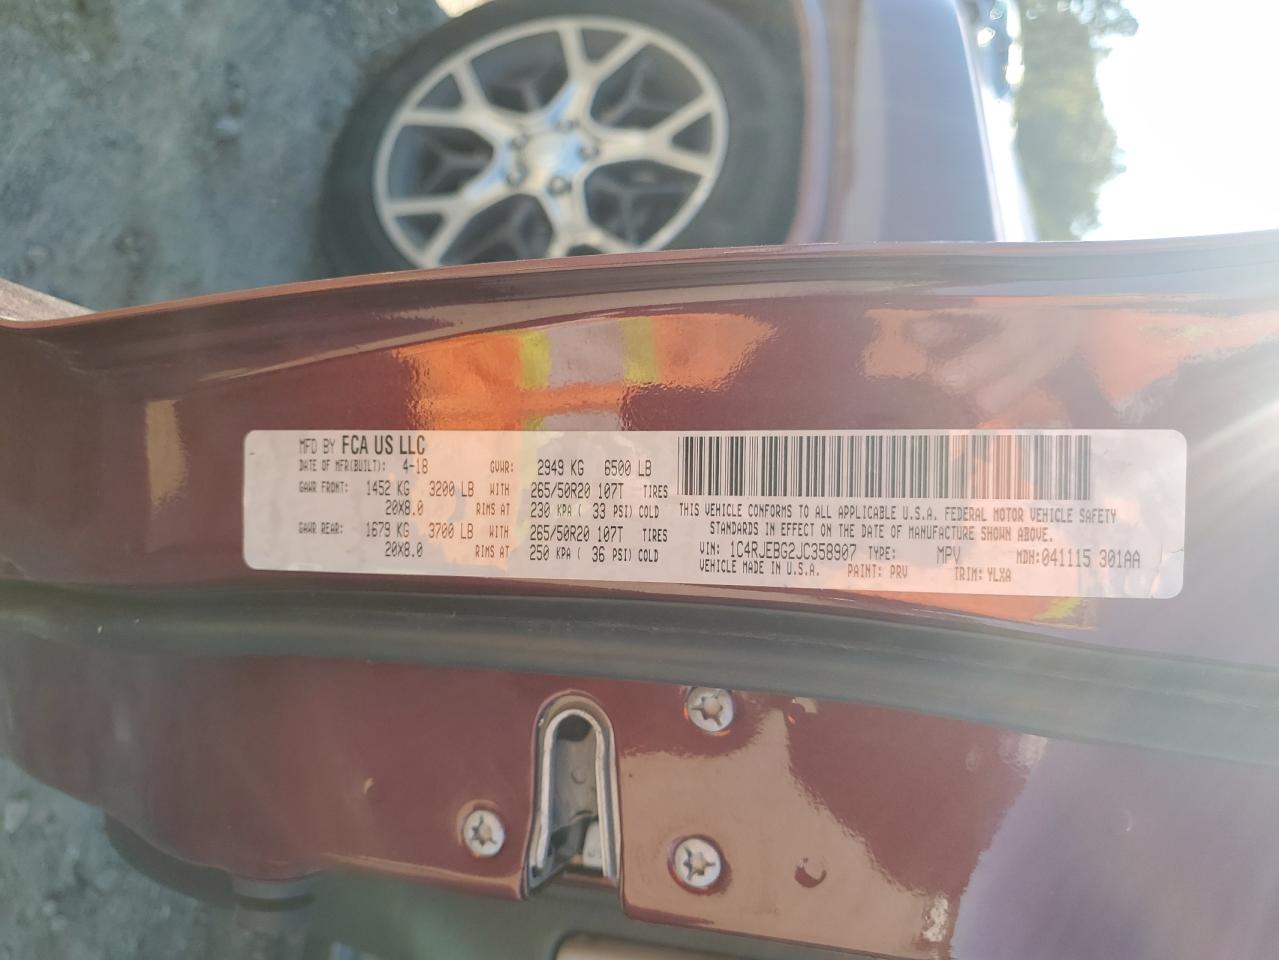 MFD BY FCA US LLC
DATE OF MFR(BUILT): 4-18 GVWR: 2949 KG 6500 LB
GAWR FRONT: 1452 KG 3200 LB WITH 265/50R20 107T TIRES
20X8.0 RIMS AT 230 KPA ( 33 PSI) COLD
GAWR REAR: 1679 KG 3700 LB WITH 265/50R20 107T TIRES
20X8.0 RIMS AT 250 KPA ( 36 PSI) COLD
THIS VEHICLE CONFORMS TO ALL APPLICABLE U.S.A. FEDERAL MOTOR VEHICLE SAFETY
STANDARDS IN EFFECT ON THE DATE OF MANUFACTURE SHOWN ABOVE.
VIN: 1C4RJEBG2JC358907 TYPE: MPV MDH:041115 301AA
VEHICLE MADE IN U.S.A. PAINT: PRV TRIM: YLXA